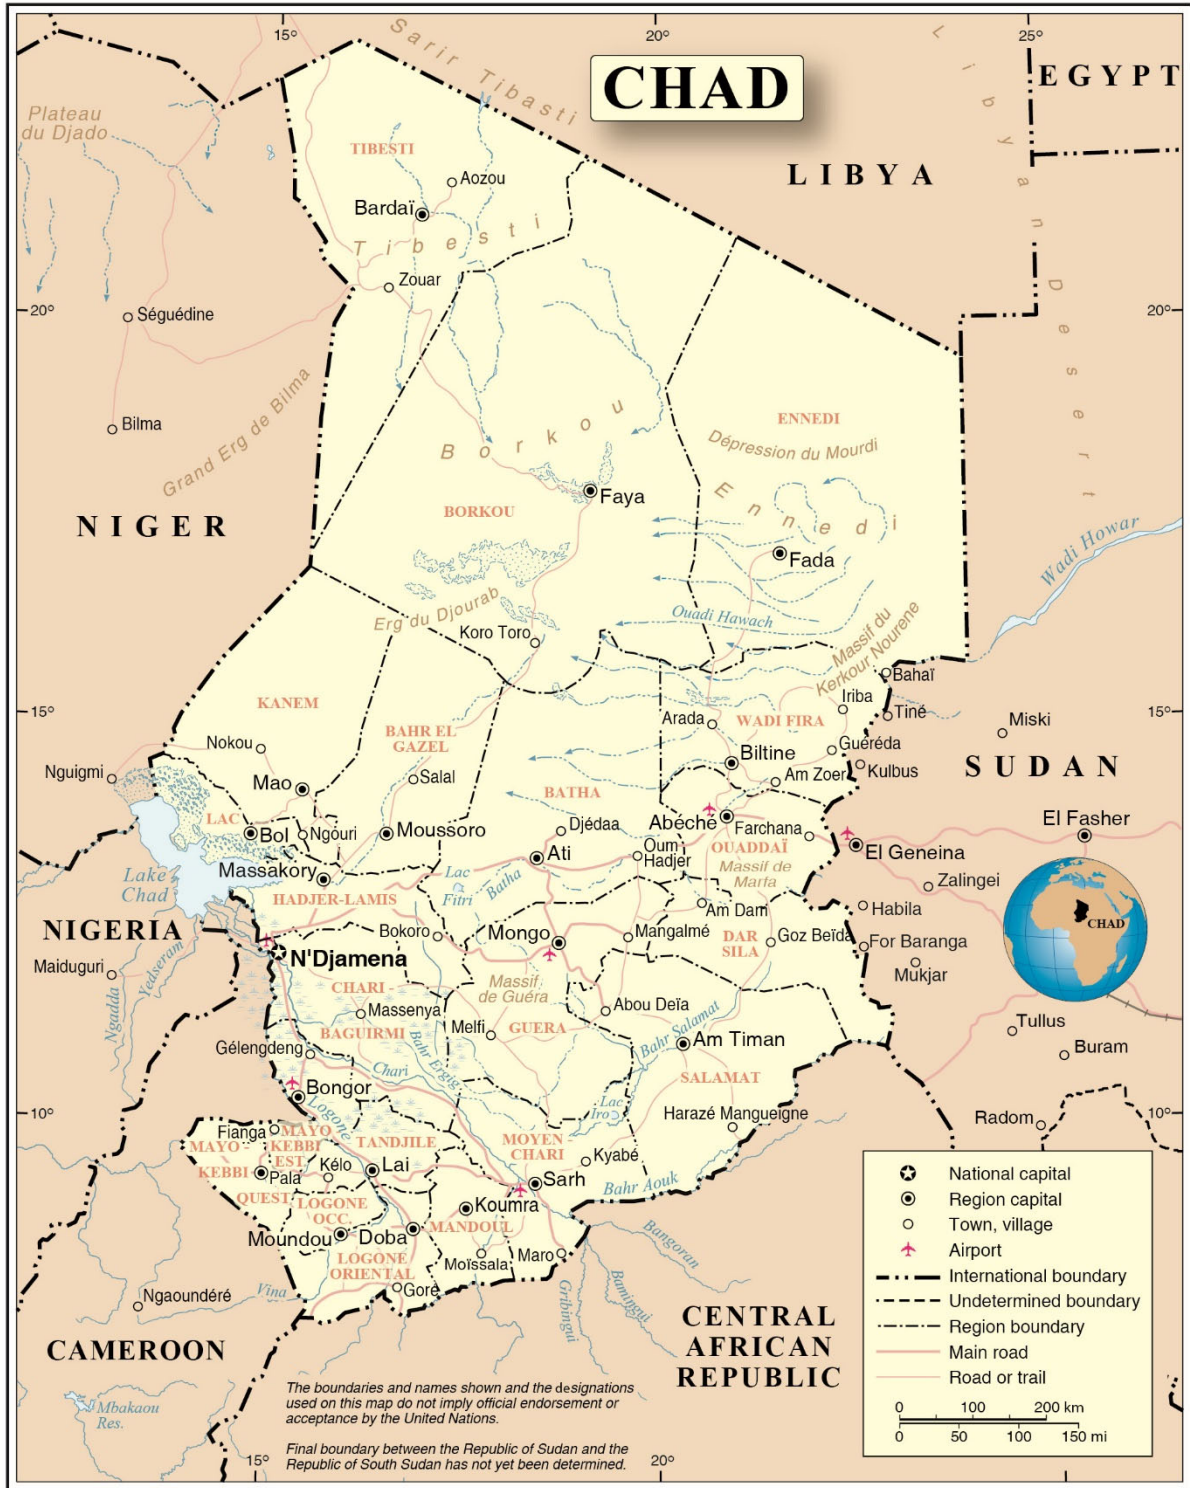 15°
20°
25°
CHAD
EGYPT
Sarir Tibasti
Libyan Desert
Plateau
du Djado
TIBESTI
LIBYA
Aozou
Bardaï
Tibesti
Zouar
20°
Séguédine
20°
Bilma
Grand Erg de Bilma
Borkou
ENNEDI
Dépression du Mourdi
NIGER
BORKOU
Faya
Ennedi
Fada
Wadi Howar
Erg du Djourab
Ouadi Hawach
Koro Toro
Massif du
Kerkour Nourene
Bahaï
KANEM
Iriba
15°
Arada
WADI FIRA
Tiné
15°
Miski
BAHR EL
GAZEL
Nokou
Guéréda
Nguigmi
Mao
Salal
Biltine
Kulbus
SUDAN
Am Zoer
BATHA
LAC
Bol
Ngouri
Moussoro
Djédaa
Abéché
Farchana
El Fasher
OUADDAÏ
Oum
Hadjer
Ati
El Geneina
Massakory
Lake
Chad
Lac
Fitri
Batha
Massif de
Marfa
Zalingei
HADJER-LAMIS
Am Dam
Habila
CHAD
NIGERIA
Bokoro
Mongo
Mangalmé
DAR
SILA
Goz Beïda
For Baranga
N'Djamena
Maiduguri
Yedseram
Ngadda
Mukjar
CHARI -
BAGUIRMI
Massif
de Guéra
Massenya
Abou Deïa
Melfi
GUERA
Bahr Salamat
Tullus
Gélengdeng
Am Timan
Buram
Chari
Bahr Ergig
SALAMAT
Bongor
Logone
Lac
Iro
Harazé Mangueigne
Radom
10°
10°
Fianga
MAYO -
KEBBI
QUEST
MAYO
KEBBI
EST
TANDJILE
MOYEN -
CHARI
Kyabé
Pala
Kélo
Lai
Sarh
Bahr Aouk
LOGONE
OCC.
Koumra
MANDOUL
Moundou
Doba
Bangoran
LOGONE
ORIENTAL
Moïssala
Maro
Goré
Gribingui
Bamingui
Vina
Ngaoundéré
CAMEROON
CENTRAL
AFRICAN
REPUBLIC
Mbakaou
Res.
National capital
Region capital
Town, village
Airport
International boundary
Undetermined boundary
Region boundary
Main road
Road or trail
0 100 200 km
0 50 100 150 mi
The boundaries and names shown and the designations
used on this map do not imply official endorsement or
acceptance by the United Nations.
Final boundary between the Republic of Sudan and the
Republic of South Sudan has not yet been determined.
15°
20°